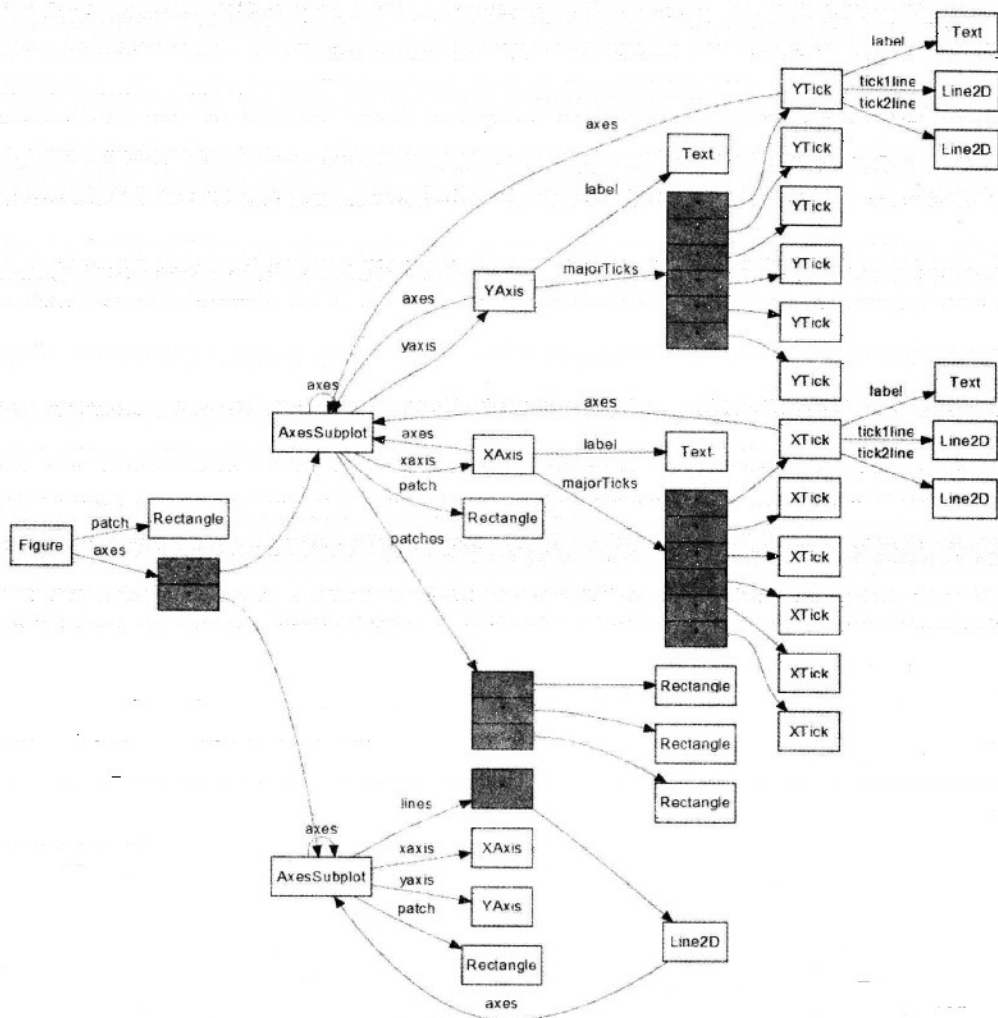 label
Text
YTick
tick1line
Line2D
tick2line
Line2D
axes
Text
YTick
label
YTick
majorTicks
YTick
axes
YAxis
yaxis
YTick
axes
YTick
label
Text
axes
AxesSubplot
XTick
tick1line
Line2D
axes
label
tick2line
xaxis
XAxis
Text
majorTicks
Line2D
patch
XTick
Rectangle
patch
Rectangle
patches
Figure
axes
XTick
XTick
XTick
Rectangle
XTick
Rectangle
Rectangle
lines
axes
xaxis
XAxis
AxesSubplot
yaxis
YAxis
patch
Line2D
Rectangle
axes